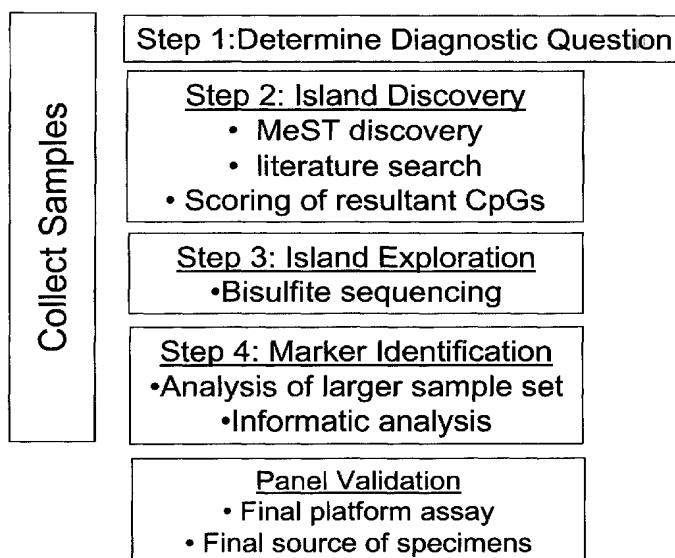 Collect Samples
Step 1:Determine Diagnostic Question
Step 2: Island Discovery
• MeST discovery
• literature search
• Scoring of resultant CpGs
Step 3: Island Exploration
•Bisulfite sequencing
Step 4: Marker Identification
•Analysis of larger sample set
•Informatic analysis
Panel Validation
• Final platform assay
• Final source of specimens